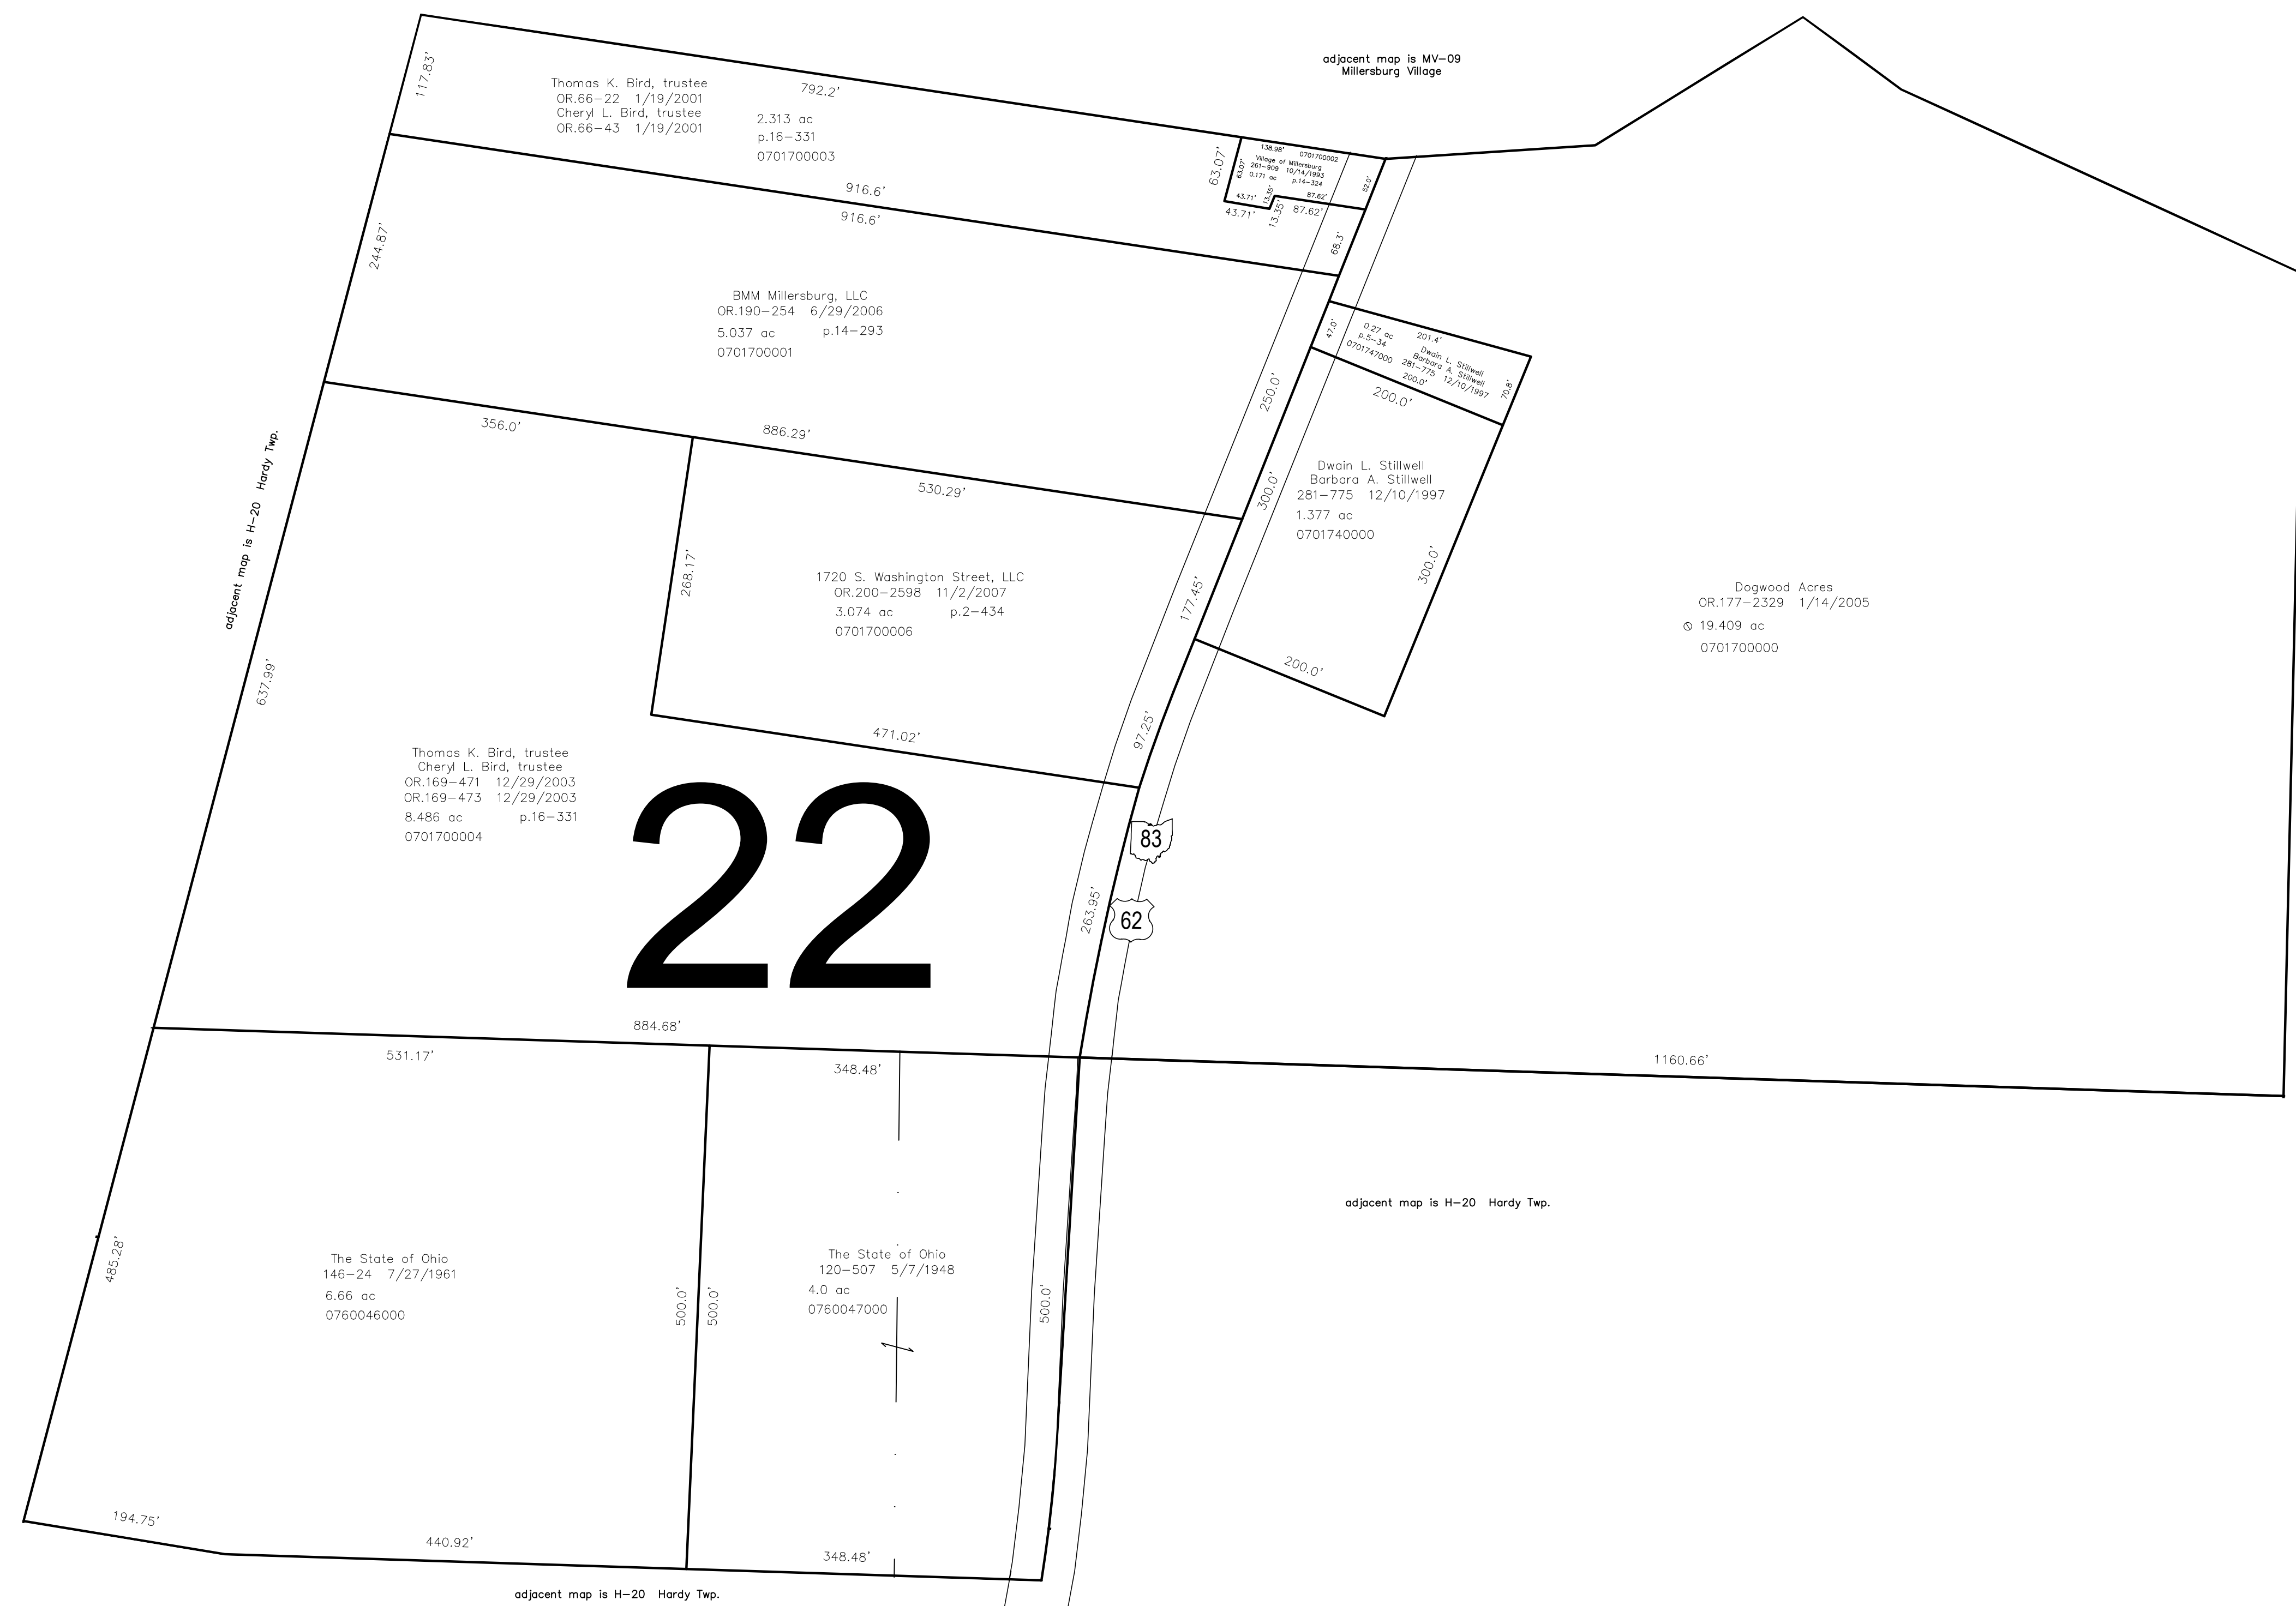 adjacent map is MV-09
Millersburg Village
117.83'
Thomas K. Bird, trustee
OR.66-22 1/19/2001
Cheryl L. Bird, trustee
OR.66-43 1/19/2001
792.2'
2.313 ac
p.16-331
0701700003
63.07'
138.98'
0701700002
Village of Millersburg
261-909 10/14/1993
0.171 ac p.14-324
63.07'
43.71'
13.35'
87.62'
52.0'
43.71'
13.35'
87.62'
68.3'
916.6'
916.6'
244.87'
BMM Millersburg, LLC
OR.190-254 6/29/2006
5.037 ac p.14-293
0701700001
250.0'
47.0'
0.27 ac
p.5-34
0701747000
201.4'
Dwain L. Stillwell
Barbara A. Stillwell
281-775 12/10/1997
200.0'
70.8'
200.0'
356.0'
886.29'
530.29'
adjacent map is H-20 Hardy Twp.
300.0'
Dwain L. Stillwell
Barbara A. Stillwell
281-775 12/10/1997
1.377 ac
0701740000
300.0'
200.0'
268.17'
1720 S. Washington Street, LLC
OR.200-2598 11/2/2007
3.074 ac p.2-434
0701700006
177.45'
Dogwood Acres
OR.177-2329 1/14/2005
19.409 ac
0701700000
637.99'
471.02'
97.25'
Thomas K. Bird, trustee
Cheryl L. Bird, trustee
OR.169-471 12/29/2003
OR.169-473 12/29/2003
8.486 ac p.16-331
0701700004
22
83
62
263.95'
884.68'
531.17'
348.48'
1160.66'
adjacent map is H-20 Hardy Twp.
485.28'
The State of Ohio
146-24 7/27/1961
6.66 ac
0760046000
500.0'
500.0'
The State of Ohio
120-507 5/7/1948
4.0 ac
0760047000
500.0'
194.75'
440.92'
348.48'
adjacent map is H-20 Hardy Twp.